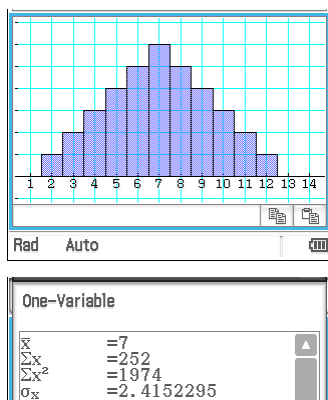 1 2 3 4 5 6 7 8 9 10 11 12 13 14
Rad Auto
One-Variable
x̄ =7
Σx =252
Σx² =1974
σx =2.4152295